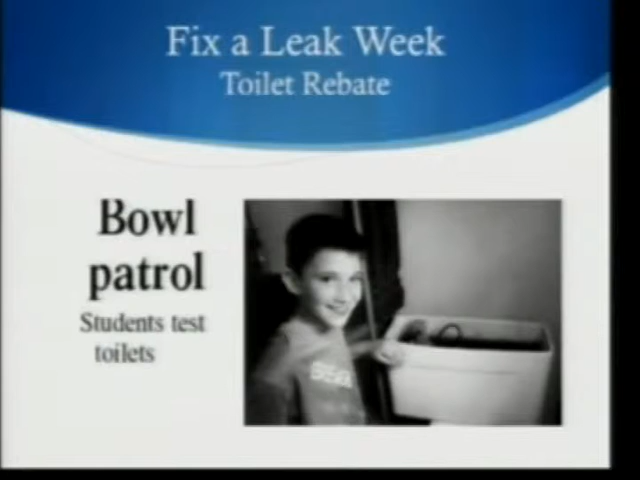 Fix a Leak Week
Toilet Rebate
Bowl
patrol
Students test
toilets